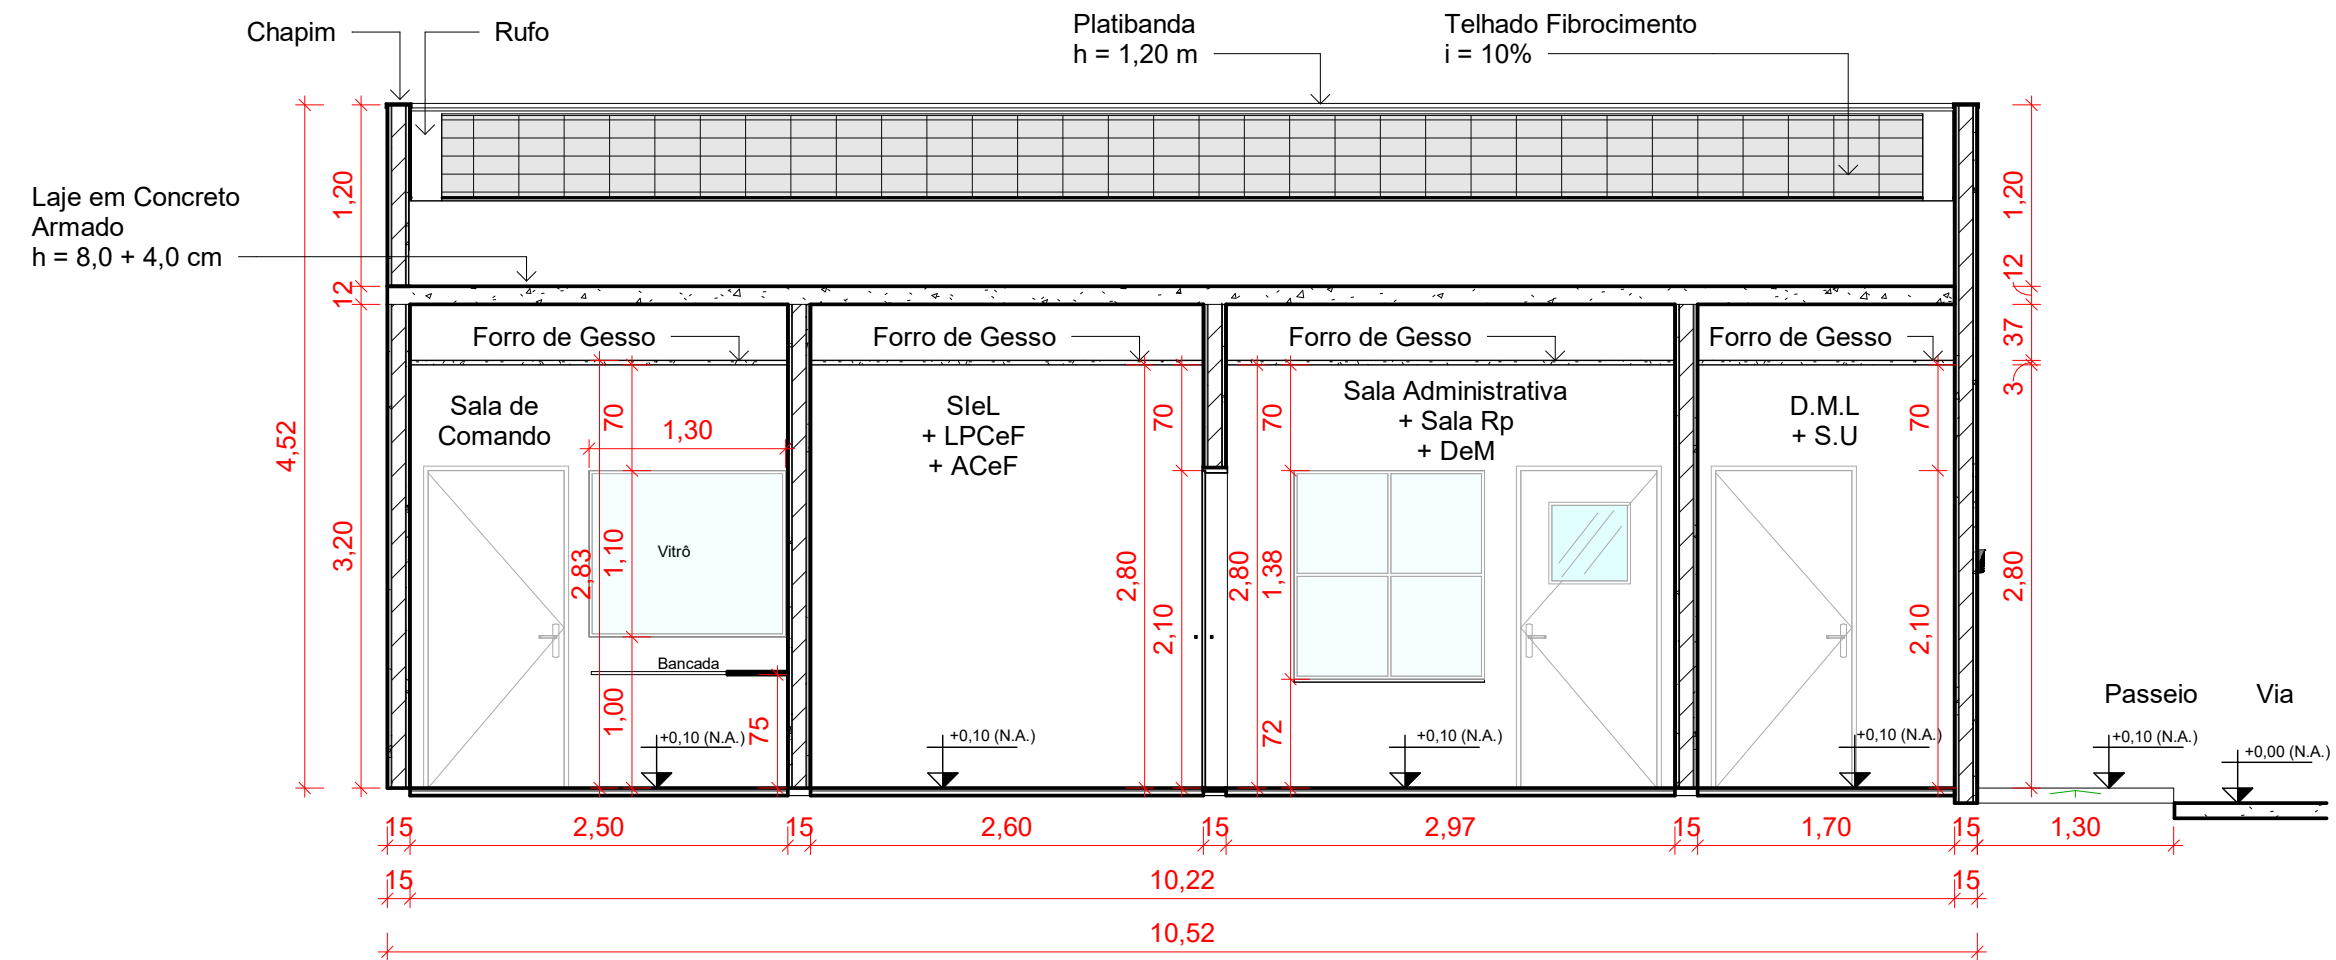 Chapim
Rufo
Platibanda
h = 1,20 m
Telhado Fibrocimento
i = 10%
Laje em Concreto
Armado
h = 8,0 + 4,0 cm
1,20
12
3,20
4,52
1,20
12
37
3
2,80
Forro de Gesso
Forro de Gesso
Forro de Gesso
Forro de Gesso
Sala de
Comando
SIeL
+ LPCeF
+ ACeF
Sala Administrativa
+ Sala Rp
+ DeM
D.M.L
+ S.U
70
1,30
2,83
1,10
Vitrô
Bancada
1,00
75
70
2,80
2,10
70
2,80
1,38
72
70
2,10
+0,10 (N.A.)
+0,10 (N.A.)
+0,10 (N.A.)
+0,10 (N.A.)
Passeio
Via
+0,10 (N.A.)
+0,00 (N.A.)
15
2,50
15
2,60
15
2,97
15
1,70
15
1,30
15
10,22
15
10,52